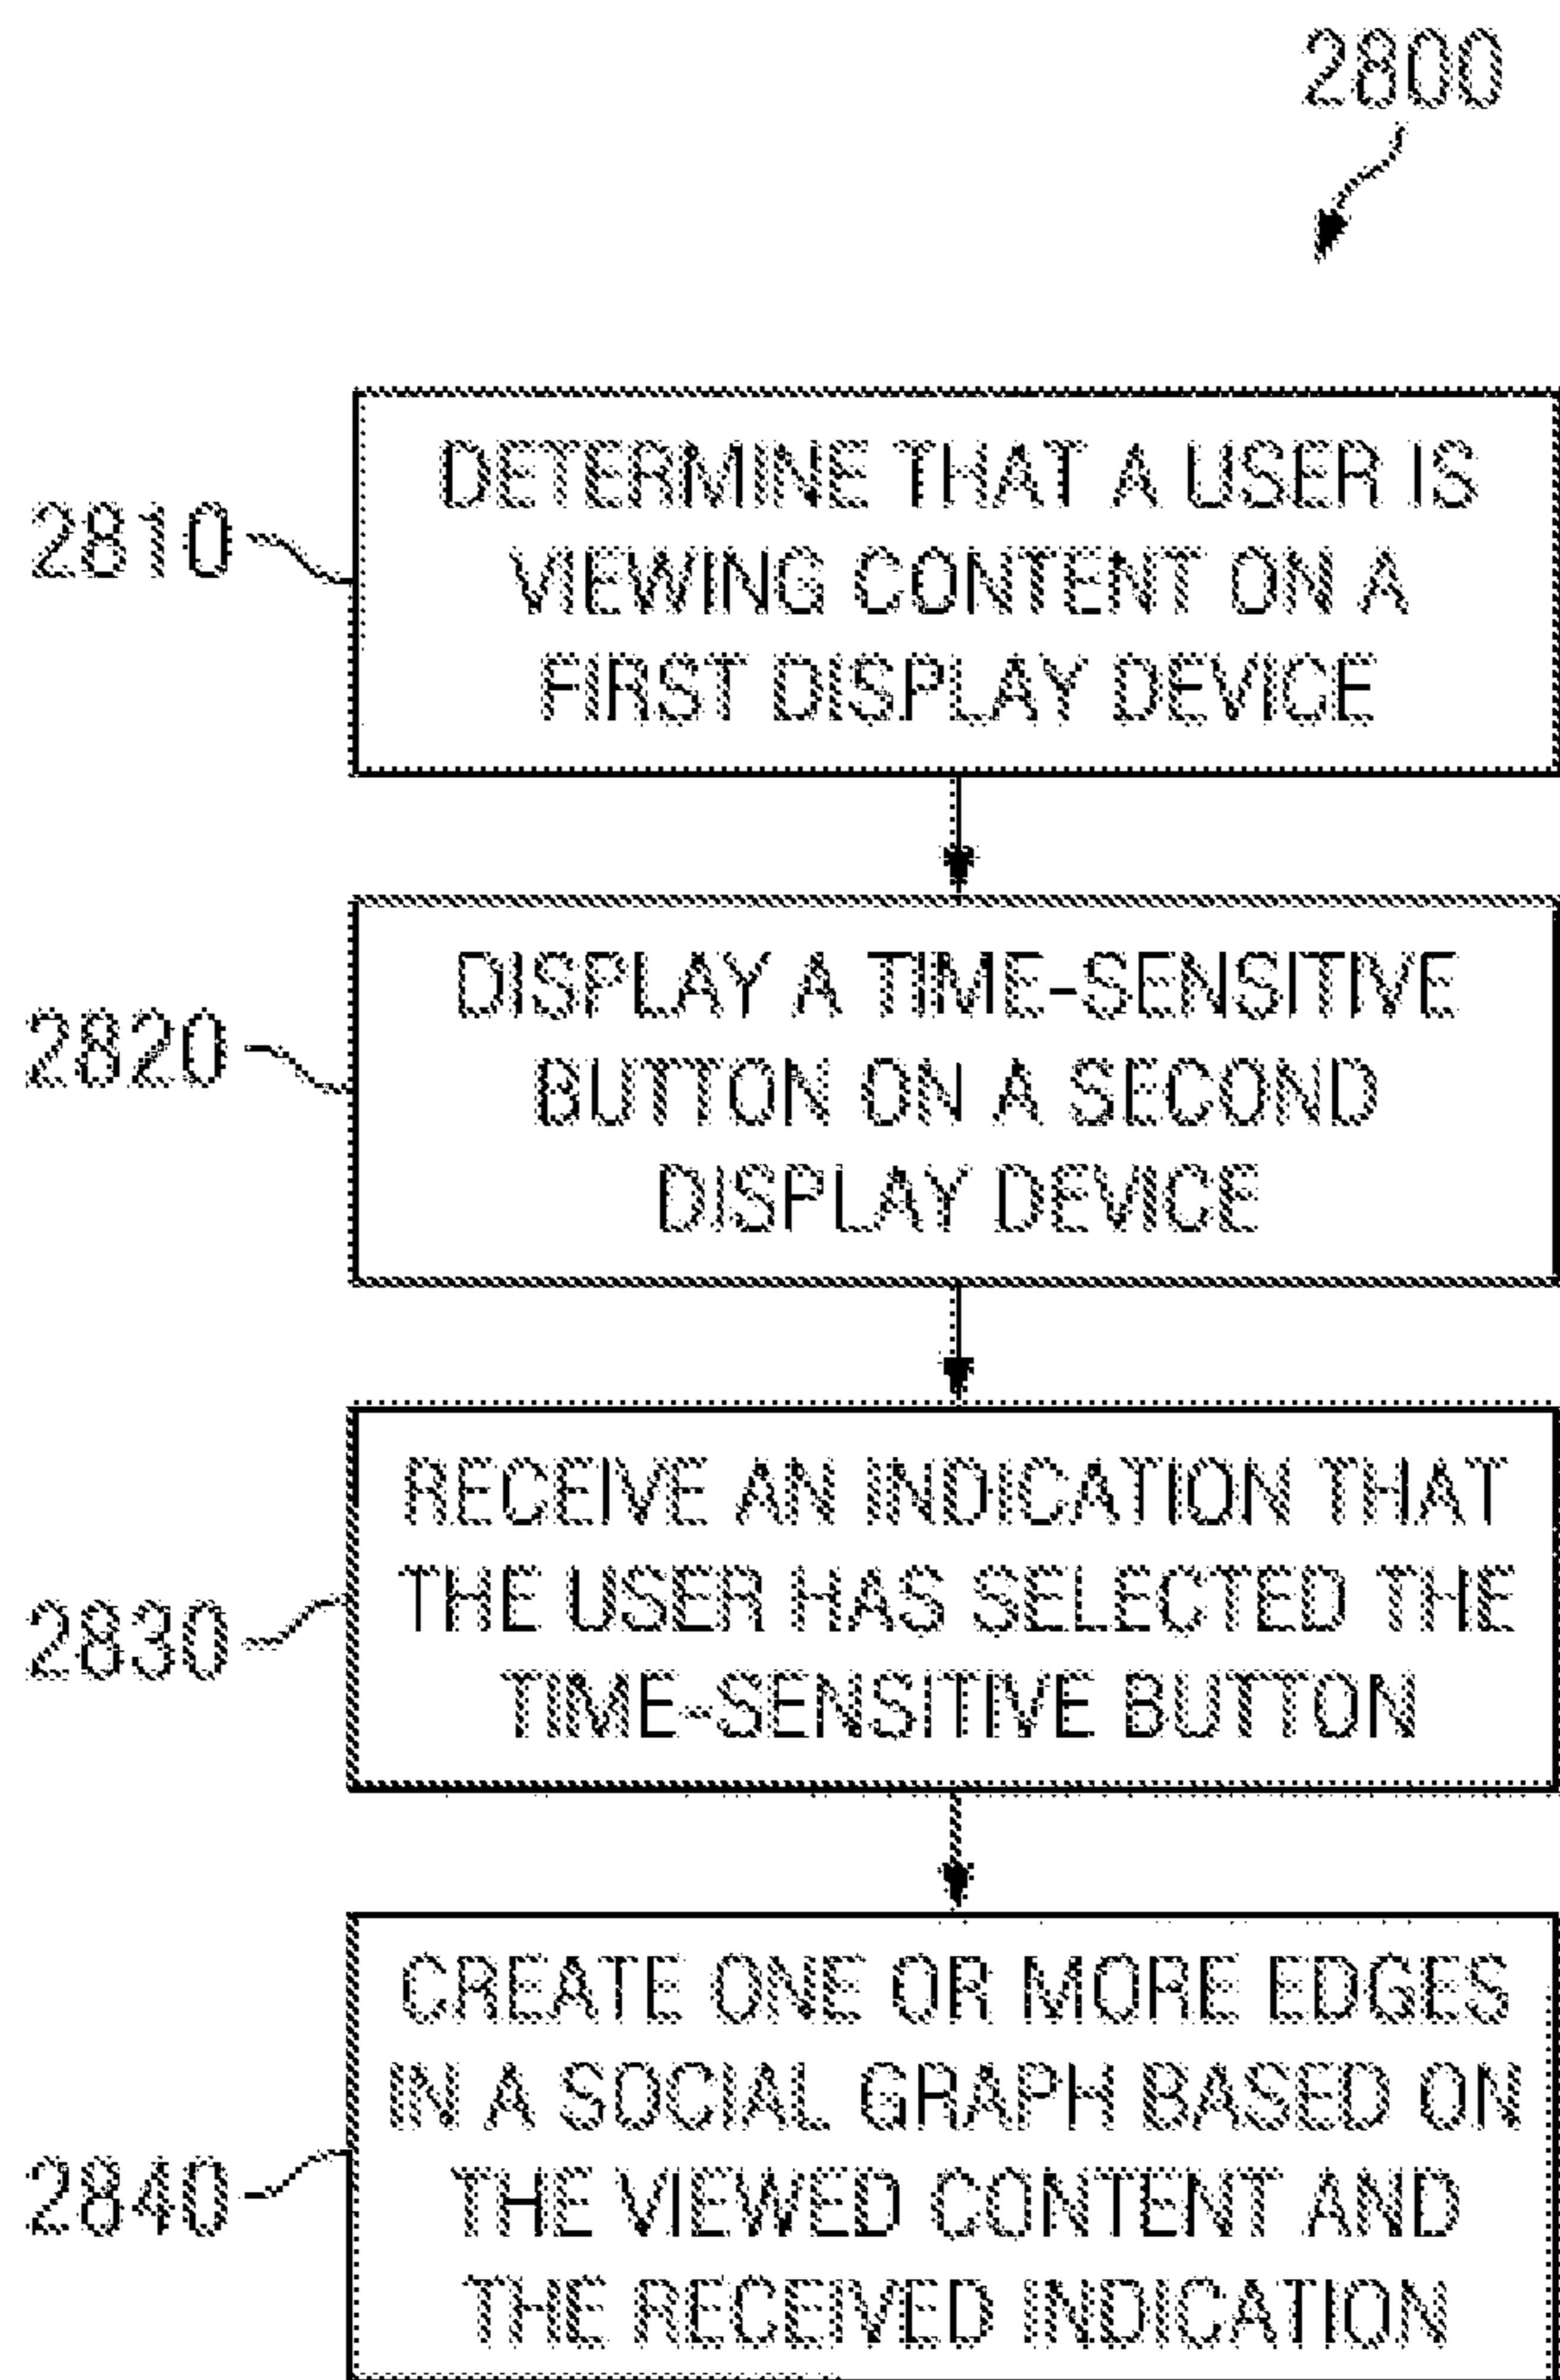 2800
2810
DETERMINE THAT A USER IS
VIEWING CONTENT ON A
FIRST DISPLAY DEVICE
2820
DISPLAY A TIME-SENSITIVE
BUTTON ON A SECOND
DISPLAY DEVICE
2830
RECEIVE AN INDICATION THAT
THE USER HAS SELECTED THE
TIME-SENSITIVE BUTTON
2840
CREATE ONE OR MORE EDGES
IN A SOCIAL GRAPH BASED ON
THE VIEWED CONTENT AND
THE RECEIVED INDICATION